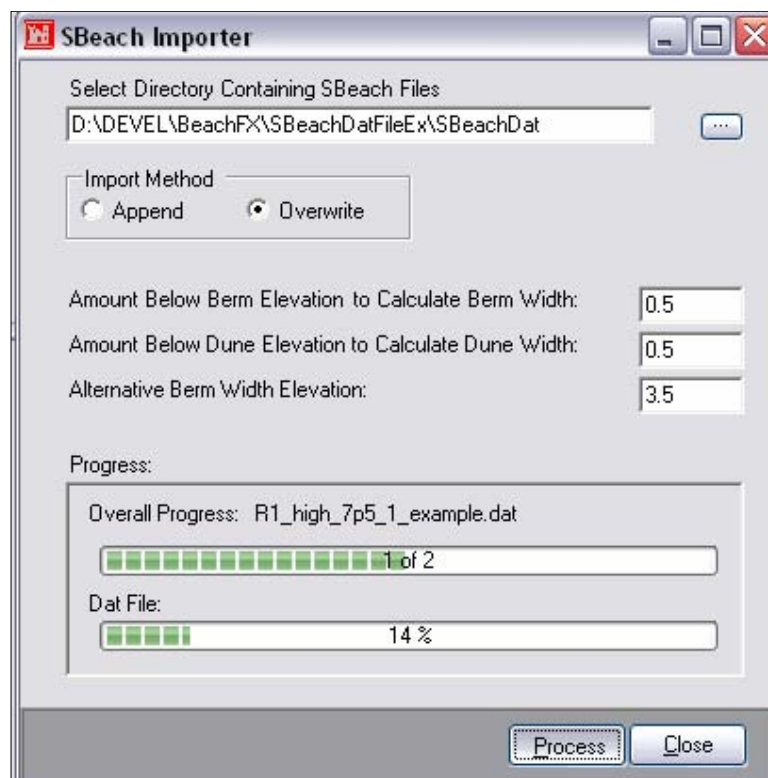 SBeach Importer
Select Directory Containing SBeach Files
D:\DEVEL\BeachFX\SBeachDatFileEx\SBeachDat
...
Import Method
Append Overwrite
Amount Below Berm Elevation to Calculate Berm Width: 0.5
Amount Below Dune Elevation to Calculate Dune Width: 0.5
Alternative Berm Width Elevation: 3.5
Progress:
Overall Progress: R1_high_7p5_1_example.dat
1 of 2
Dat File:
14 %
Process Close